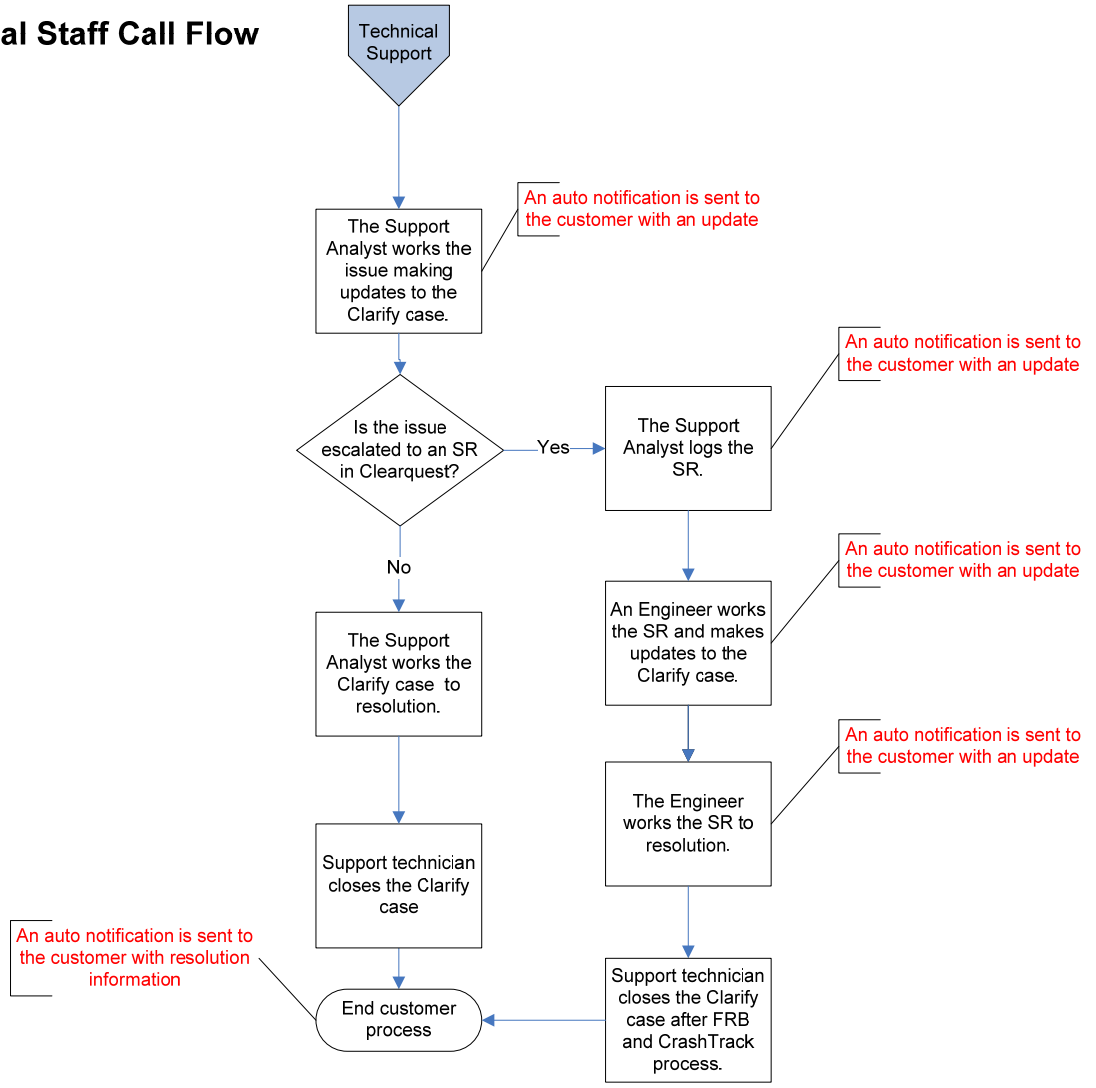 al Staff Call Flow
Technical
Support
An auto notification is sent to
the customer with an update
The Support
Analyst works the
issue making
updates to the
Clarify case.
An auto notification is sent to
the customer with an update
Is the issue
escalated to an SR
in Clearquest?
Yes
The Support
Analyst logs the
SR.
No
An auto notification is sent to
the customer with an update
An Engineer works
the SR and makes
updates to the
Clarify case.
The Support
Analyst works the
Clarify case to
resolution.
An auto notification is sent to
the customer with an update
The Engineer
works the SR to
resolution.
Support technician
closes the Clarify
case
An auto notification is sent to
the customer with resolution
information
Support technician
closes the Clarify
case after FRB
and CrashTrack
process.
End customer
process